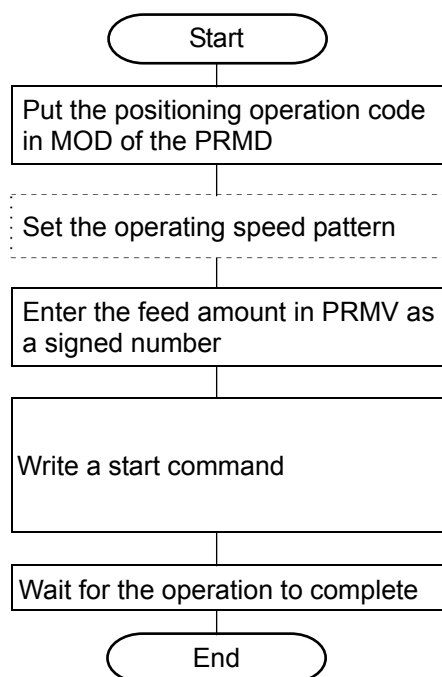 Start
Put the positioning operation code
in MOD of the PRMD
Set the operating speed pattern
Enter the feed amount in PRMV as
a signed number
Write a start command
Wait for the operation to complete
End